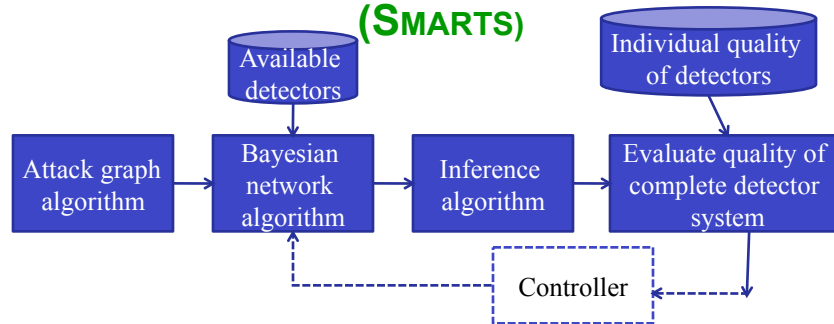 (SMARTS)
Available
detectors
Individual quality
of detectors
Attack graph
algorithm
Bayesian
network
algorithm
Inference
algorithm
Evaluate quality of
complete detector
system
Controller